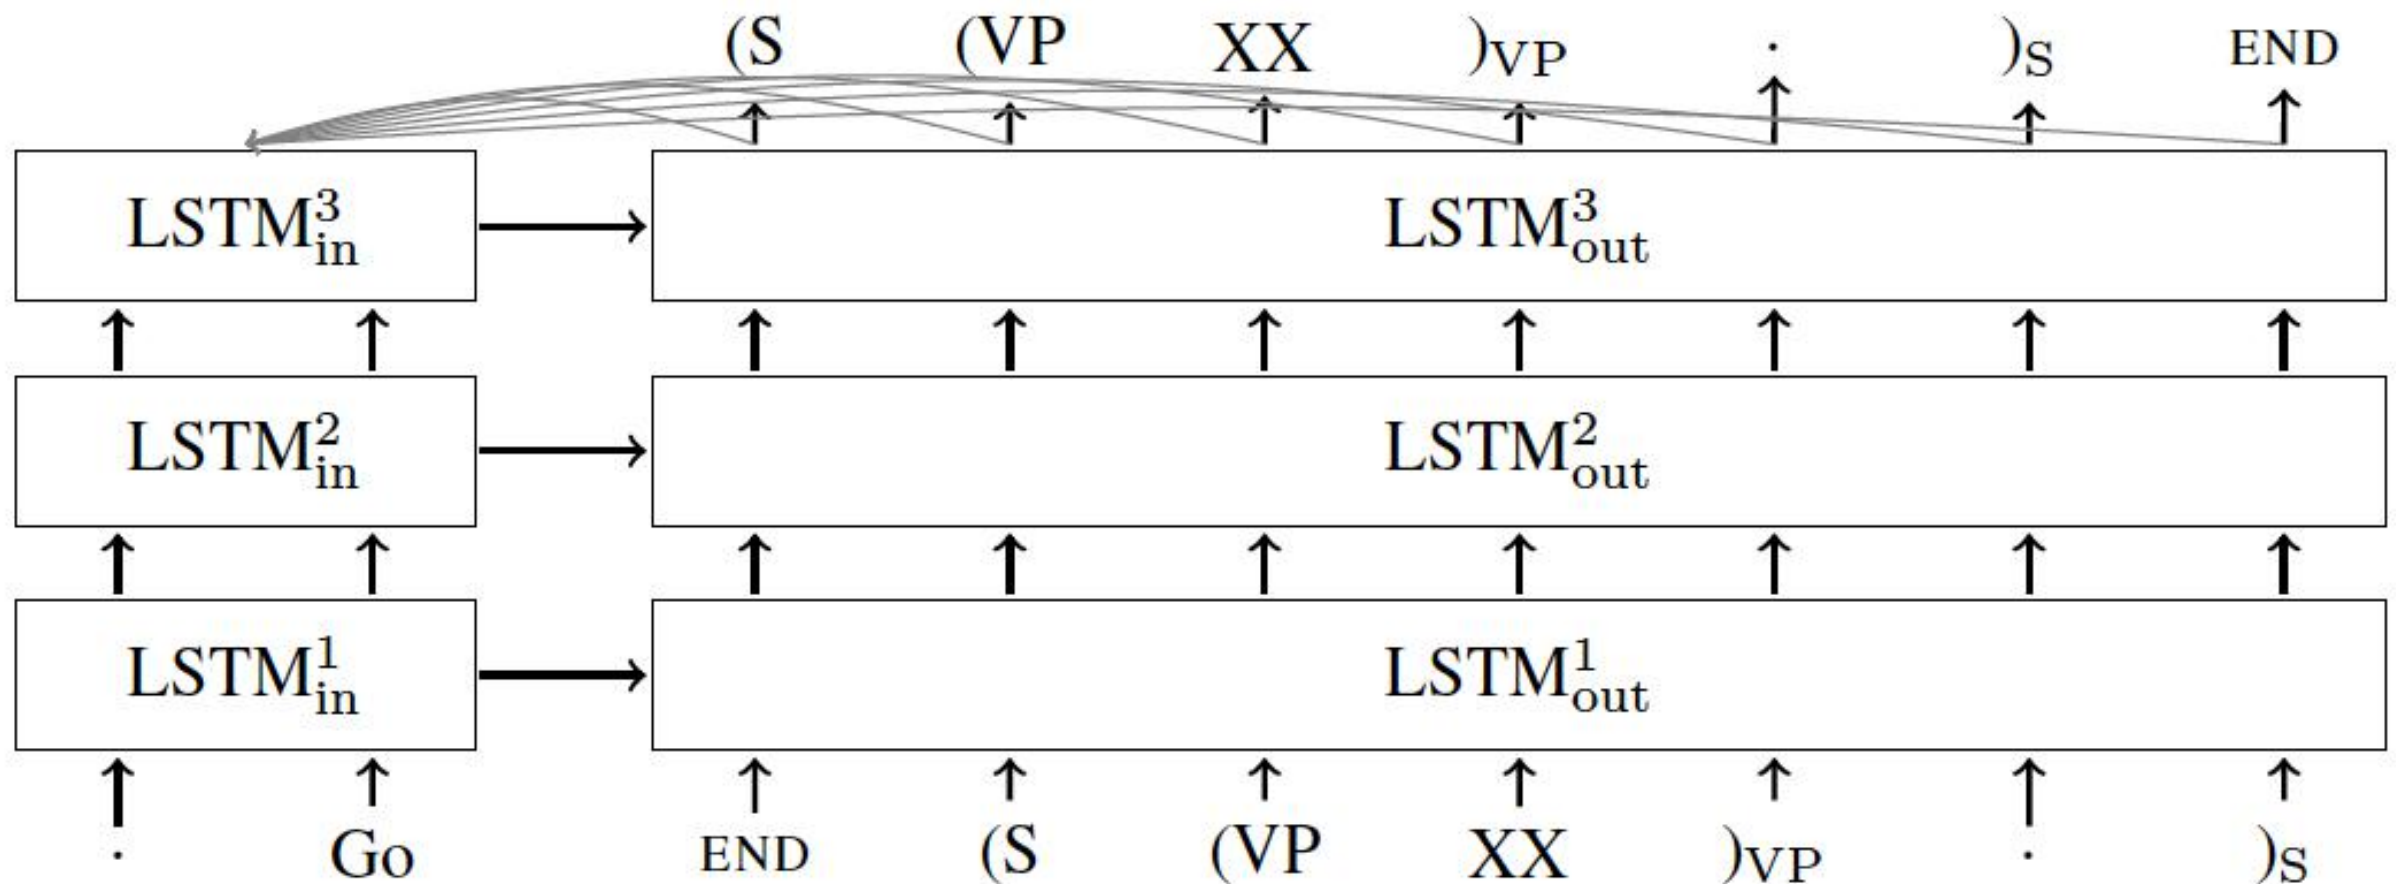 (S (VP XX )VP . )S END
LSTM³in LSTM³out
LSTM²in LSTM²out
LSTM¹in LSTM¹out
. Go END (S (VP XX )VP . )S